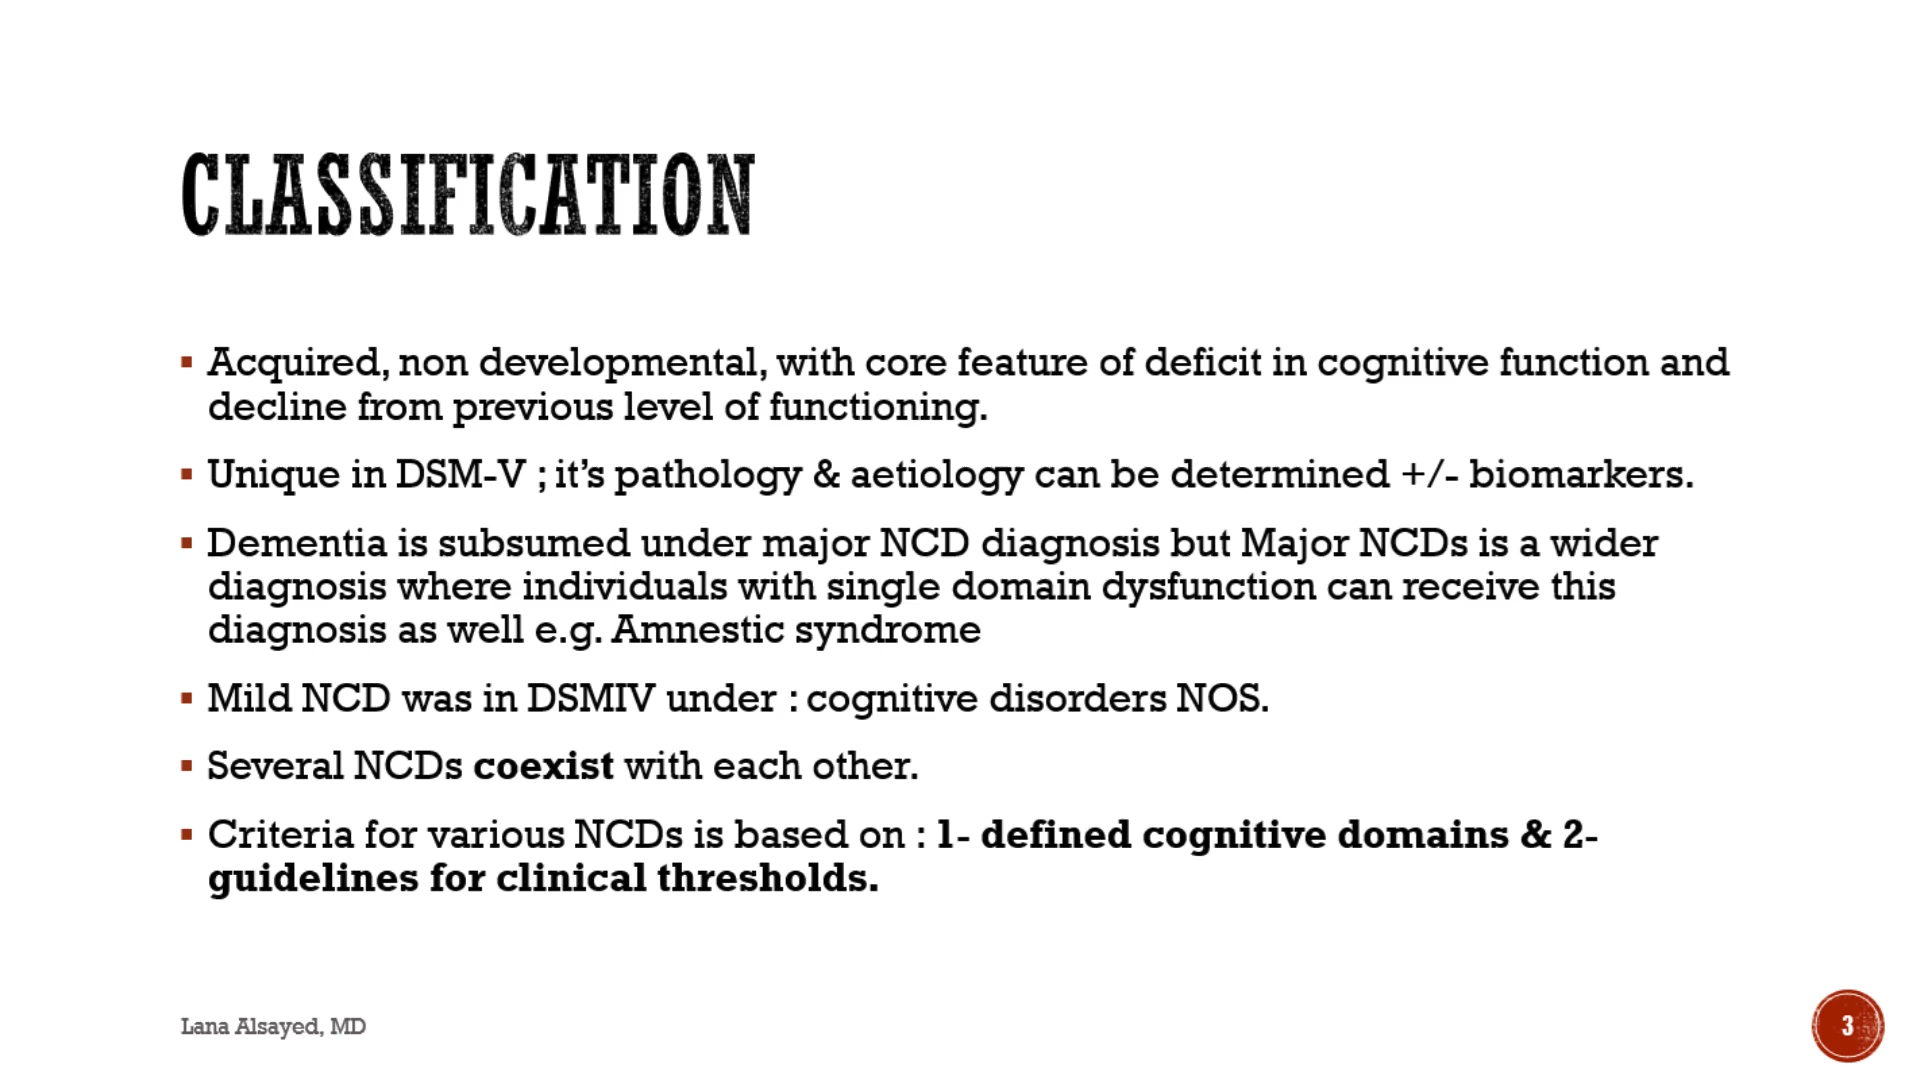 CLASSIFICATION
▪ Acquired, non developmental, with core feature of deficit in cognitive function and
decline from previous level of functioning.
▪ Unique in DSM-V ; it's pathology & aetiology can be determined +/- biomarkers.
▪ Dementia is subsumed under major NCD diagnosis but Major NCDs is a wider
diagnosis where individuals with single domain dysfunction can receive this
diagnosis as well e.g. Amnestic syndrome
▪ Mild NCD was in DSMIV under : cognitive disorders NOS.
▪ Several NCDs coexist with each other.
▪ Criteria for various NCDs is based on : 1- defined cognitive domains & 2-
guidelines for clinical thresholds.
Lana Alsayed, MD
3